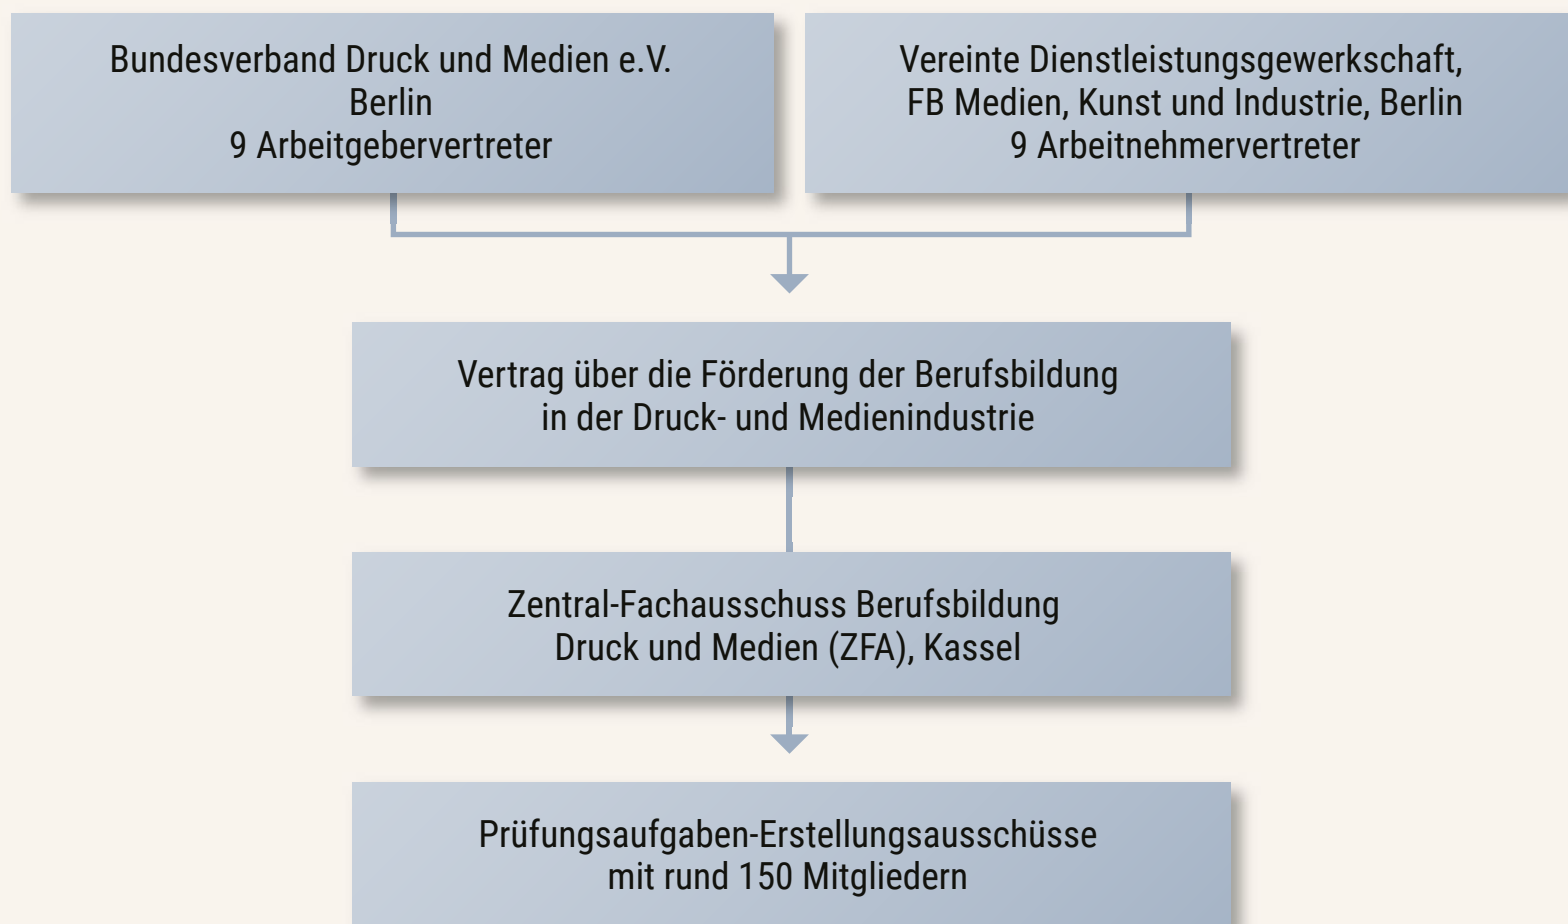 Bundesverband Druck und Medien e.V.
Berlin
9 Arbeitgebervertreter
Vereinte Dienstleistungsgewerkschaft,
FB Medien, Kunst und Industrie, Berlin
9 Arbeitnehmervertreter
Vertrag über die Förderung der Berufsbildung
in der Druck- und Medienindustrie
Zentral-Fachausschuss Berufsbildung
Druck und Medien (ZFA), Kassel
Prüfungsaufgaben-Erstellungsausschüsse
mit rund 150 Mitgliedern